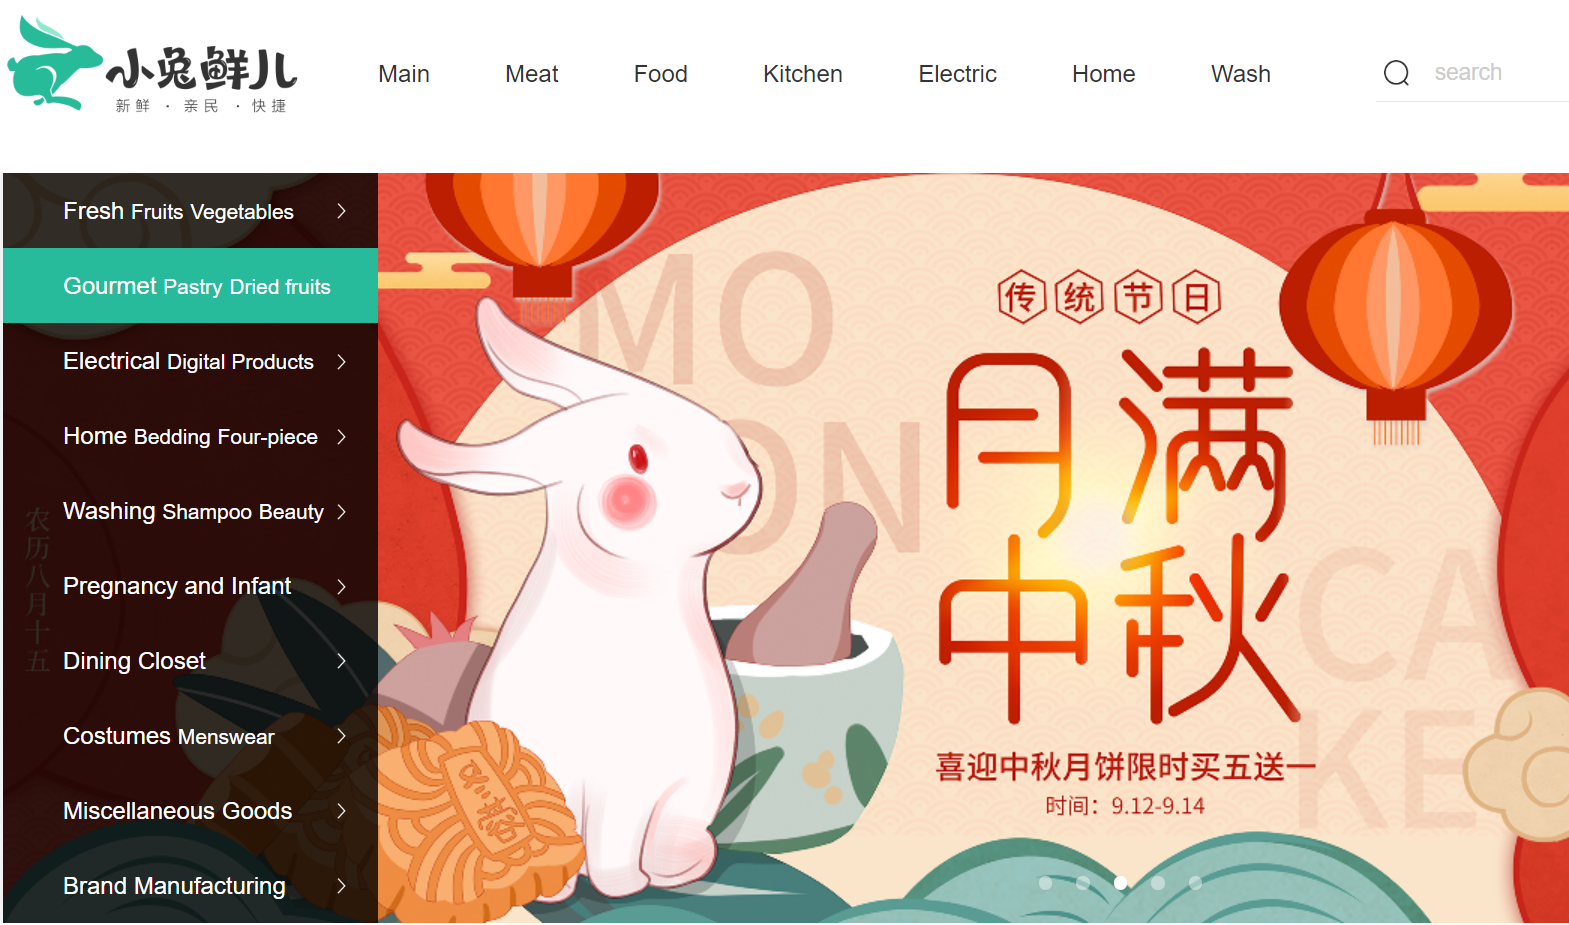 小兔鲜儿
新鲜 · 亲民 · 快捷
Main Meat Food Kitchen Electric Home Wash
search
Fresh Fruits Vegetables
Gourmet Pastry Dried fruits
Electrical Digital Products
Home Bedding Four-piece
Washing Shampoo Beauty
Pregnancy and Infant
Dining Closet
Costumes Menswear
Miscellaneous Goods
Brand Manufacturing
农历八月十五
MO
ON
CA
KE
传统节日
月满
中秋
喜迎中秋月饼限时买五送一
时间：9.12-9.14